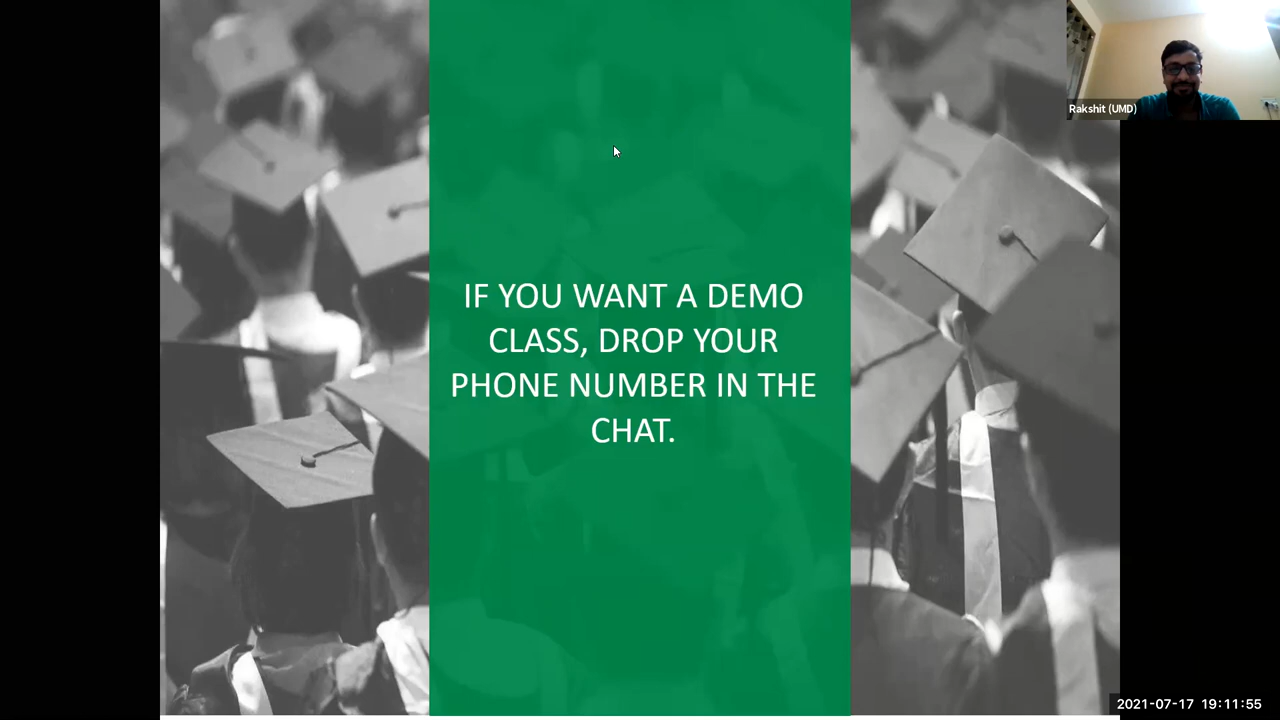 Rakshit (UMD)
IF YOU WANT A DEMO
CLASS, DROP YOUR
PHONE NUMBER IN THE
CHAT.
2021-07-17 19:11:55